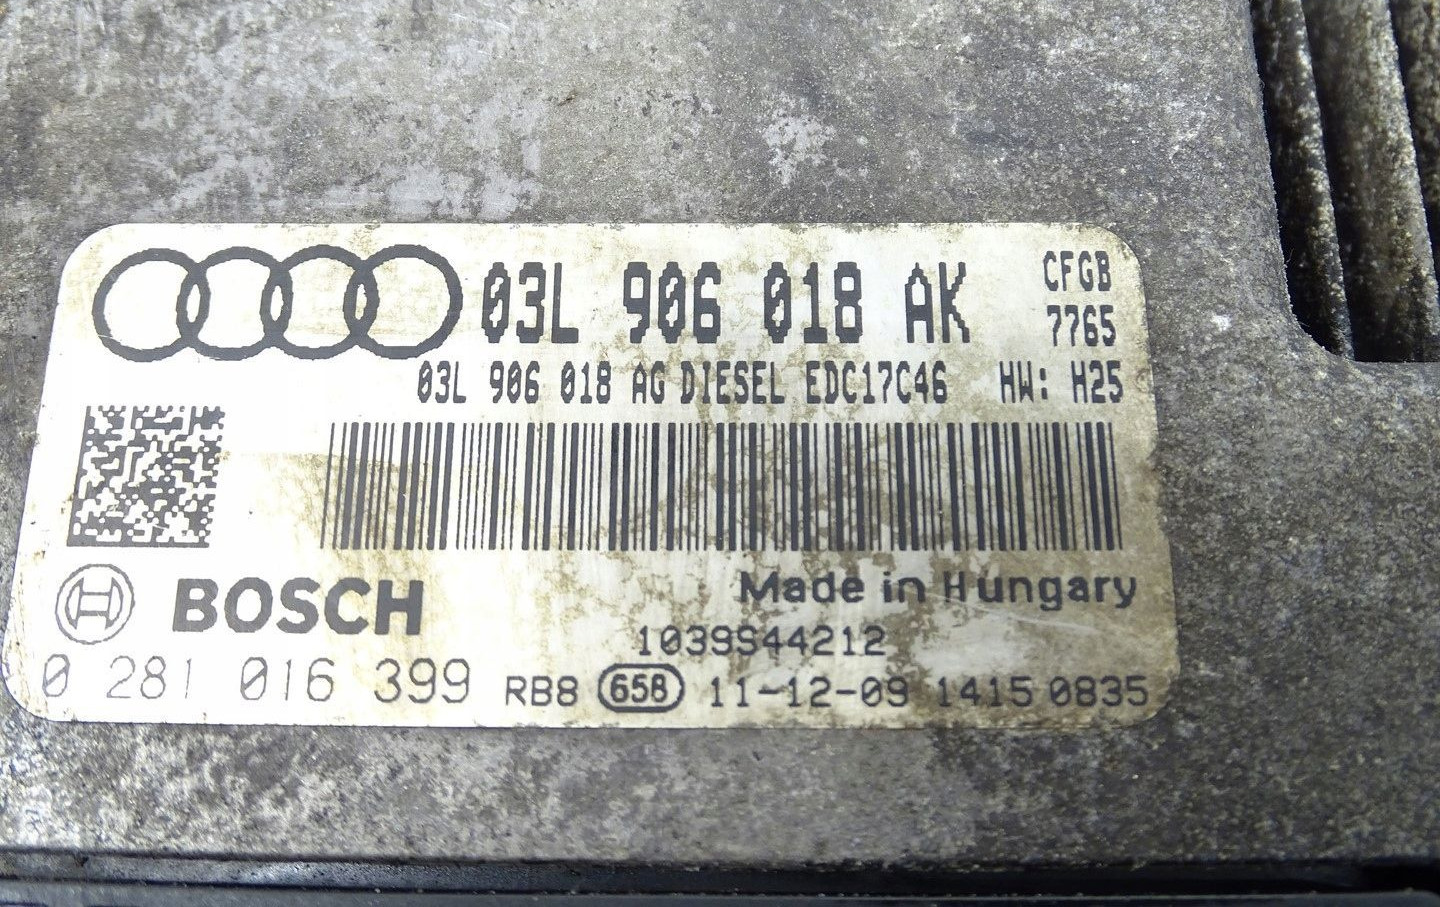 03L 906 018 AK CFGB
7765
03L 906 018 AG DIESEL EDC17C46 HW: H25
BOSCH
Made in Hungary
1039S44212
0 281 016 399 RB8 658 11-12-09 1415 0835